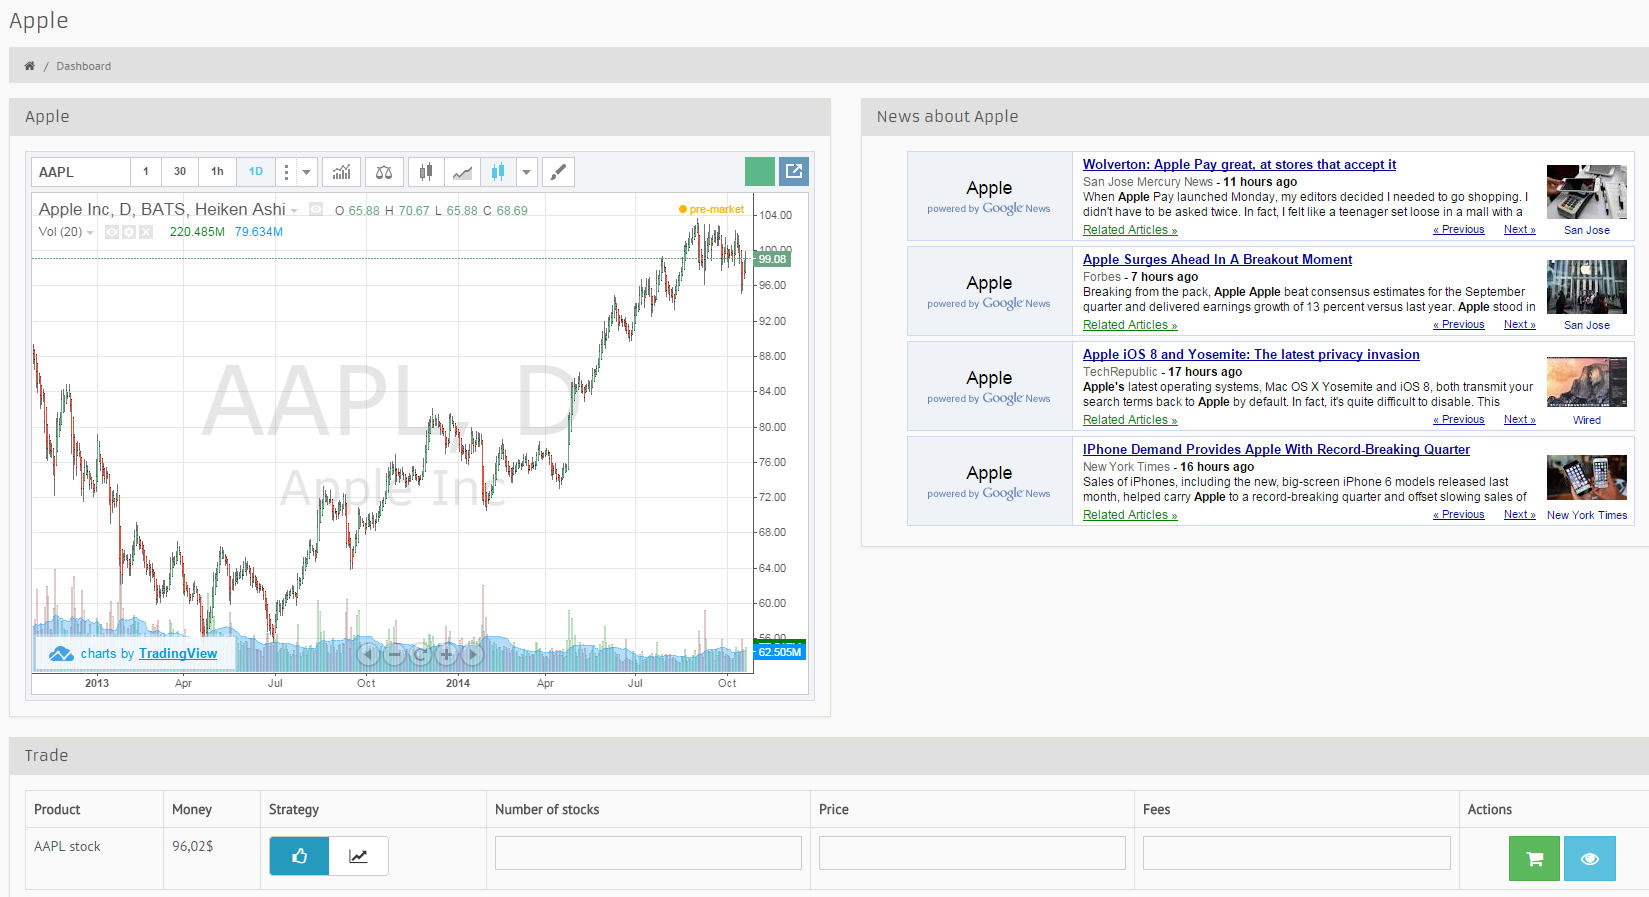 Apple
/ Dashboard
Apple
AAPL 1 30 1h 1D
Apple Inc, D, BATS, Heiken Ashi O 65.88 H 70.67 L 65.88 C 68.69
pre-market
Vol (20) 220.485M 79.634M
AAPL, D
Apple Inc
104.00
100.00
99.08
96.00
92.00
88.00
84.00
80.00
76.00
72.00
68.00
64.00
60.00
56.00
62.505M
charts by TradingView
2013 Apr Jul Oct 2014 Apr Jul Oct
News about Apple
Apple
powered by Google News
Wolverton: Apple Pay great, at stores that accept it
San Jose Mercury News - 11 hours ago
When Apple Pay launched Monday, my editors decided I needed to go shopping. I
didn't have to be asked twice. In fact, I felt like a teenager set loose in a mall with a
Related Articles » « Previous Next »
San Jose
Apple
powered by Google News
Apple Surges Ahead In A Breakout Moment
Forbes - 7 hours ago
Breaking from the pack, Apple Apple beat consensus estimates for the September
quarter and delivered earnings growth of 13 percent versus last year. Apple stood in
Related Articles » « Previous Next »
San Jose
Apple
powered by Google News
Apple iOS 8 and Yosemite: The latest privacy invasion
TechRepublic - 17 hours ago
Apple's latest operating systems, Mac OS X Yosemite and iOS 8, both transmit your
search terms back to Apple by default. In fact, it's quite difficult to disable. This
Related Articles » « Previous Next »
Wired
Apple
powered by Google News
IPhone Demand Provides Apple With Record-Breaking Quarter
New York Times - 16 hours ago
Sales of iPhones, including the new, big-screen iPhone 6 models released last
month, helped carry Apple to a record-breaking quarter and offset slowing sales of
Related Articles » « Previous Next »
New York Times
Trade
Product Money Strategy Number of stocks Price Fees Actions
AAPL stock 96,02$